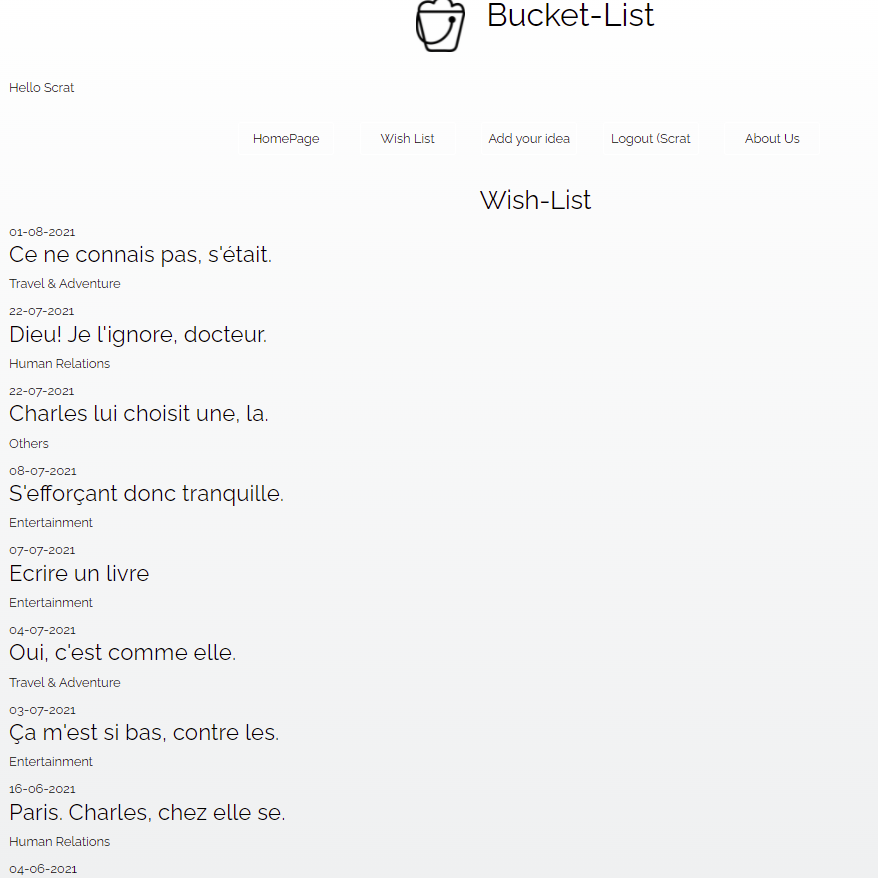 Bucket-List
Hello Scrat
HomePage Wish List Add your idea Logout (Scrat About Us
Wish-List
01-08-2021
Ce ne connais pas, s'était.
Travel & Adventure
22-07-2021
Dieu! Je l'ignore, docteur.
Human Relations
22-07-2021
Charles lui choisit une, la.
Others
08-07-2021
S'efforçant donc tranquille.
Entertainment
07-07-2021
Ecrire un livre
Entertainment
04-07-2021
Oui, c'est comme elle.
Travel & Adventure
03-07-2021
Ça m'est si bas, contre les.
Entertainment
16-06-2021
Paris. Charles, chez elle se.
Human Relations
04-06-2021